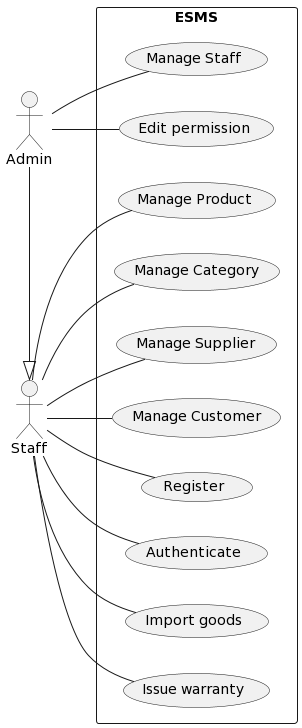 ESMS
Manage Staff
Edit permission
Admin
Manage Product
Manage Category
Manage Supplier
Manage Customer
Staff
Register
Authenticate
Import goods
Issue warranty